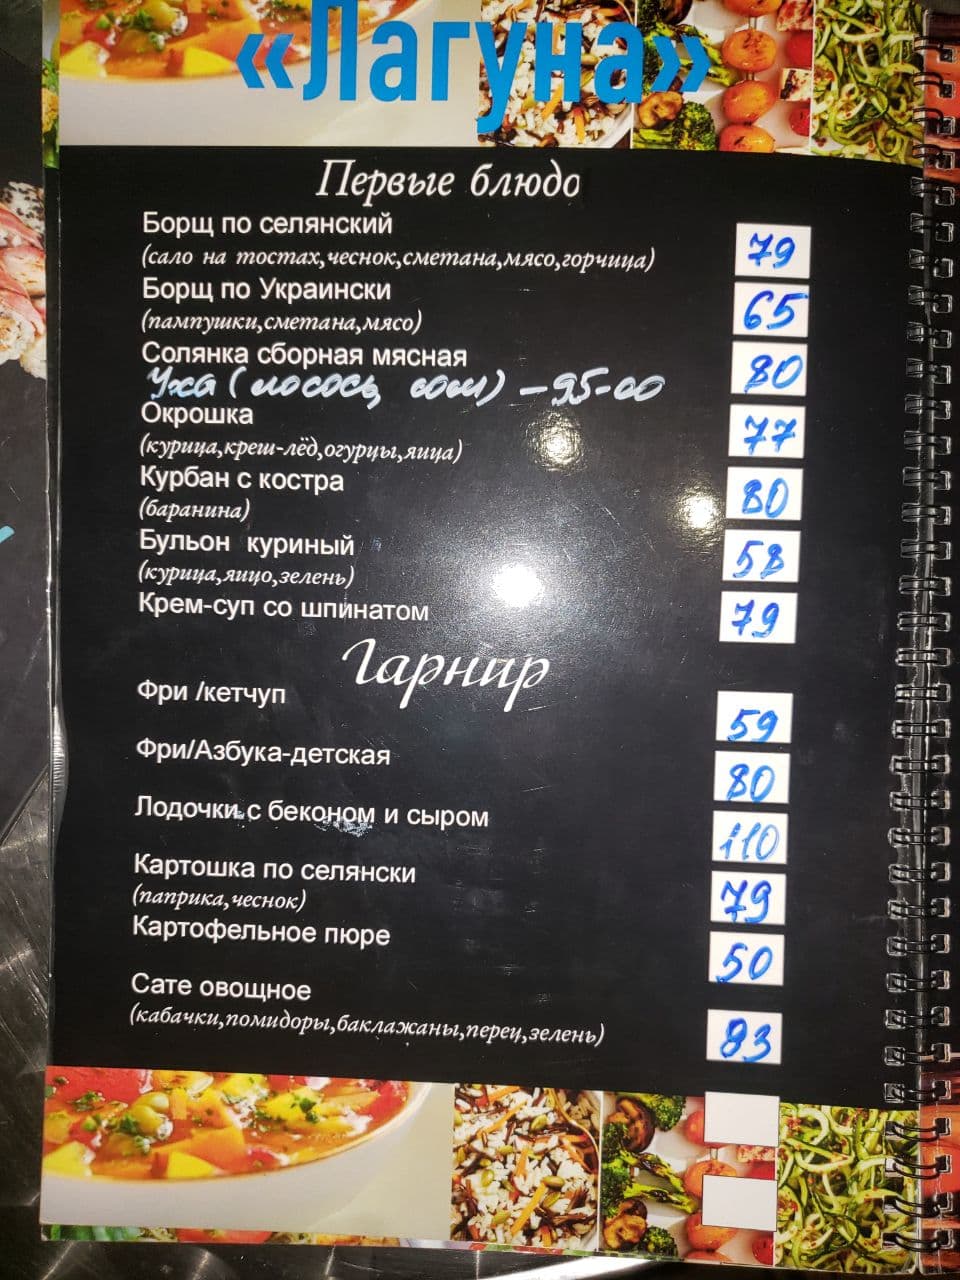 «Лагуна»
Первые блюдо
Борщ по селянский 79
(сало на тостах,чеснок,сметана,мясо,горчица)
Борщ по Украински 65
(пампушки,сметана,мясо)
Солянка сборная мясная 80
Уха (лосось, сом) – 95-00
Окрошка 77
(курица,креш-лёд,огурцы,яица)
Курбан с костра 80
(баранина)
Бульон куриный 58
(курица,яицо,зелень)
Крем-суп со шпинатом 79
Гарнир
Фри /кетчуп 59
Фри/Азбука-детская 80
Лодочки с беконом и сыром 110
Картошка по селянски 79
(паприка,чеснок)
Картофельное пюре 50
Сате овощное 83
(кабачки,помидоры,баклажаны,перец,зелень)